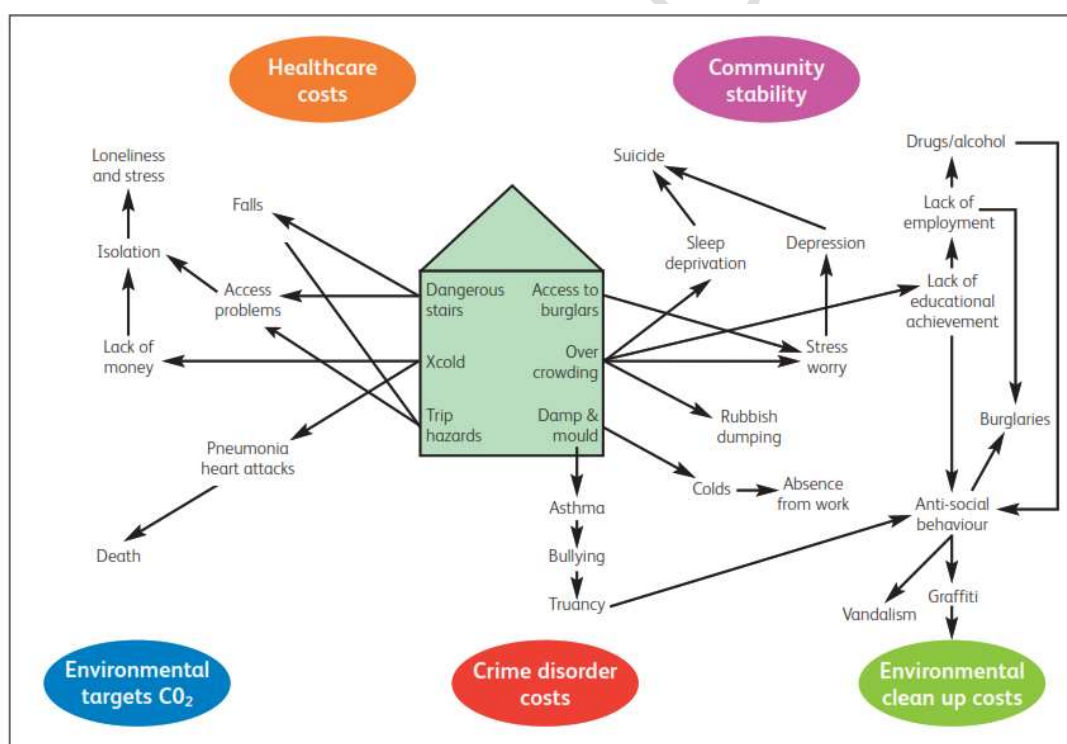 Healthcare
costs
Community
stability
Loneliness
and stress
Falls
Isolation
Access
problems
Lack of
money
Pneumonia
heart attacks
Death
Dangerous
stairs
Xcold
Trip
hazards
Access to
burglars
Over
crowding
Damp &
mould
Suicide
Sleep
deprivation
Depression
Stress
worry
Rubbish
dumping
Colds
Absence
from work
Asthma
Bullying
Truancy
Drugs/alcohol
Lack of
employment
Lack of
educational
achievement
Burglaries
Anti-social
behaviour
Vandalism
Graffiti
Environmental
targets C0₂
Crime disorder
costs
Environmental
clean up costs